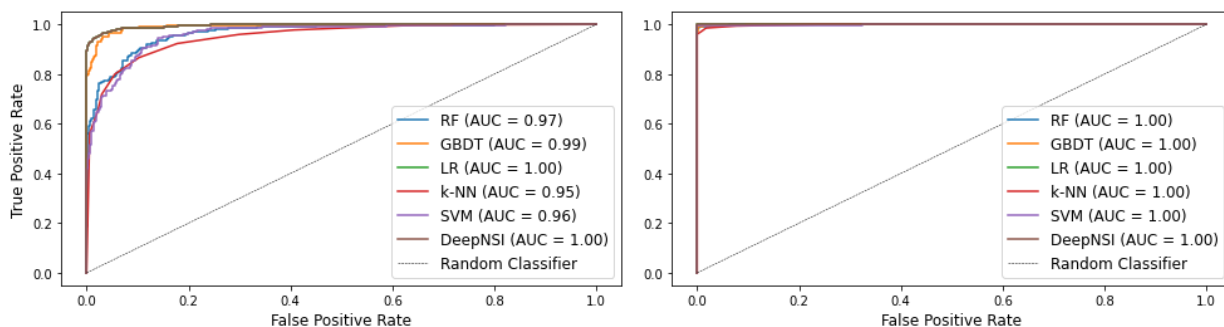 True Positive Rate
1.0
0.8
0.6
0.4
0.2
0.0
RF (AUC = 0.97)
GBDT (AUC = 0.99)
LR (AUC = 1.00)
k-NN (AUC = 0.95)
SVM (AUC = 0.96)
DeepNSI (AUC = 1.00)
Random Classifier
0.0 0.2 0.4 0.6 0.8 1.0
False Positive Rate
1.0
0.8
0.6
0.4
0.2
0.0
RF (AUC = 1.00)
GBDT (AUC = 1.00)
LR (AUC = 1.00)
k-NN (AUC = 1.00)
SVM (AUC = 1.00)
DeepNSI (AUC = 1.00)
Random Classifier
0.0 0.2 0.4 0.6 0.8 1.0
False Positive Rate